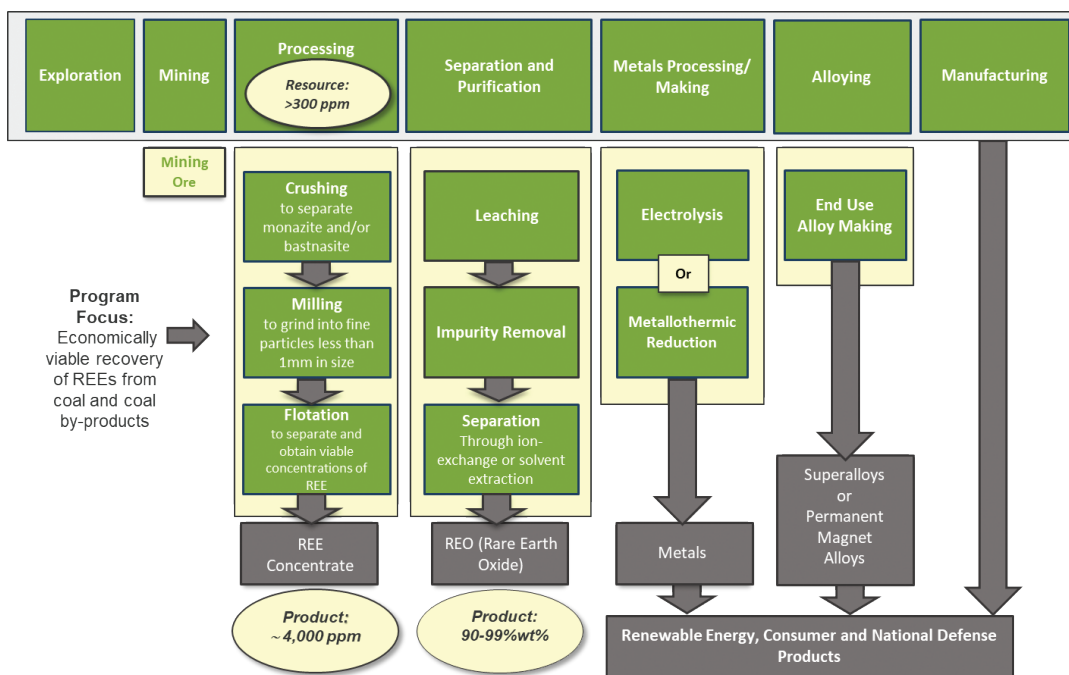 Exploration
Mining
Processing
Resource:
>300 ppm
Separation and
Purification
Metals Processing/
Making
Alloying
Manufacturing
Mining
Ore
Crushing
to separate
monazite and/or
bastnasite
Milling
to grind into fine
particles less than
1mm in size
Flotation
to separate and
obtain viable
concentrations of
REE
REE
Concentrate
Product;
~4,000 ppm
Leaching
Impurity Removal
Separation
Through ion-
exchange or solvent
extraction
REO (Rare Earth
Oxide)
Product:
90-99%wt%
Electrolysis
Or
Metallothermic
Reduction
Metals
End Use
Alloy Making
Superalloys
or
Permanent
Magnet
Alloys
Renewable Energy, Consumer and National Defense
Products
Program
Focus:
Economically
viable recovery
of REEs from
coal and coal
by-products